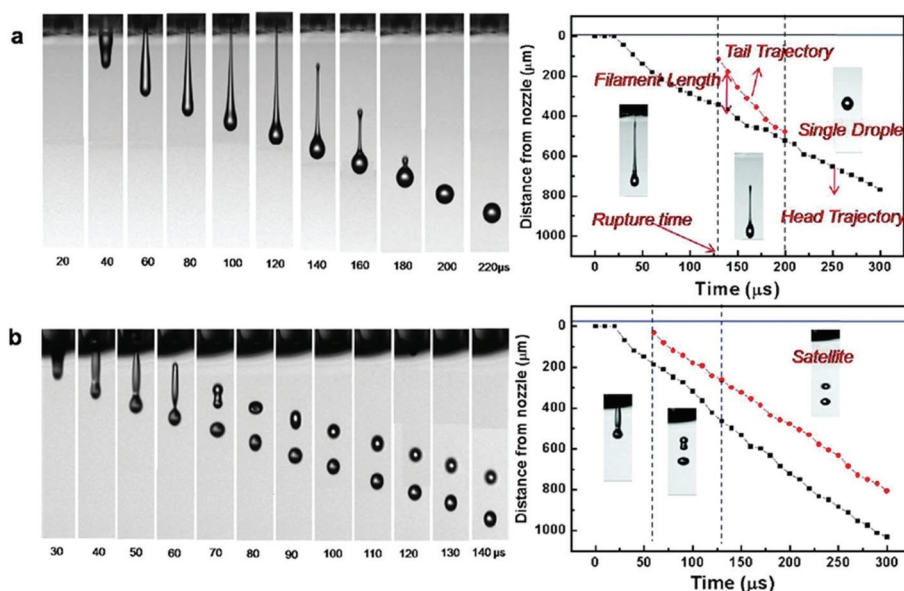 a
20 40 60 80 100 120 140 160 180 200 220µs
Distance from nozzle (µm)
0
200
400
600
800
1000
Tail Trajectory
Filament Length
Single Drople
Head Trajectory
Rupture time
0 50 100 150 200 250 300
Time (µs)
b
30 40 50 60 70 80 90 100 110 120 130 140 µs
Distance from nozzle (µm)
0
200
400
600
800
1000
Satellite
0 50 100 150 200 250 300
Time (µs)